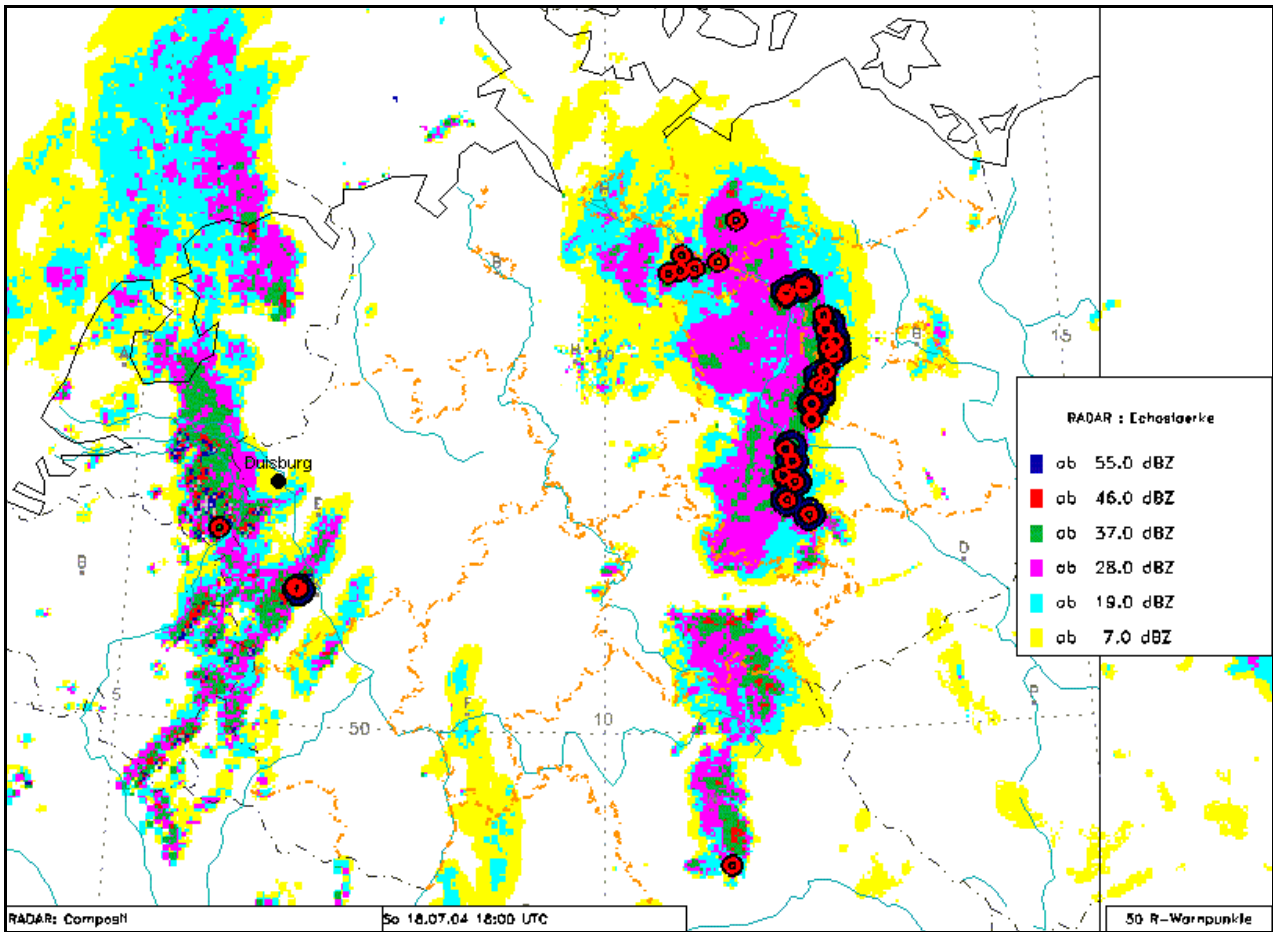 H
B
5
A
H
10
B
15
Duisburg
E
B
D
RADAR : Echostaerke
ab 55.0 dBZ
ab 46.0 dBZ
ab 37.0 dBZ
ab 28.0 dBZ
ab 19.0 dBZ
ab 7.0 dBZ
5
50
F
10
P
RADAR: Composit
So 18.07.04 18:00 UTC
50 R-Warnpunkte